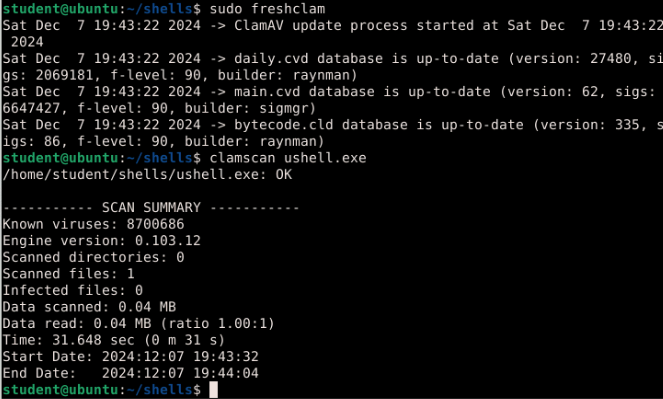 student@ubuntu:~/shells$ sudo freshclam
Sat Dec  7 19:43:22 2024 -> ClamAV update process started at Sat Dec  7 19:43:22
 2024
Sat Dec  7 19:43:22 2024 -> daily.cvd database is up-to-date (version: 27480, si
gs: 2069181, f-level: 90, builder: raynman)
Sat Dec  7 19:43:22 2024 -> main.cvd database is up-to-date (version: 62, sigs:
6647427, f-level: 90, builder: sigmgr)
Sat Dec  7 19:43:22 2024 -> bytecode.cld database is up-to-date (version: 335, s
igs: 86, f-level: 90, builder: raynman)
student@ubuntu:~/shells$ clamscan ushell.exe
/home/student/shells/ushell.exe: OK

----------- SCAN SUMMARY -----------
Known viruses: 8700686
Engine version: 0.103.12
Scanned directories: 0
Scanned files: 1
Infected files: 0
Data scanned: 0.04 MB
Data read: 0.04 MB (ratio 1.00:1)
Time: 31.648 sec (0 m 31 s)
Start Date: 2024:12:07 19:43:32
End Date:   2024:12:07 19:44:04
student@ubuntu:~/shells$